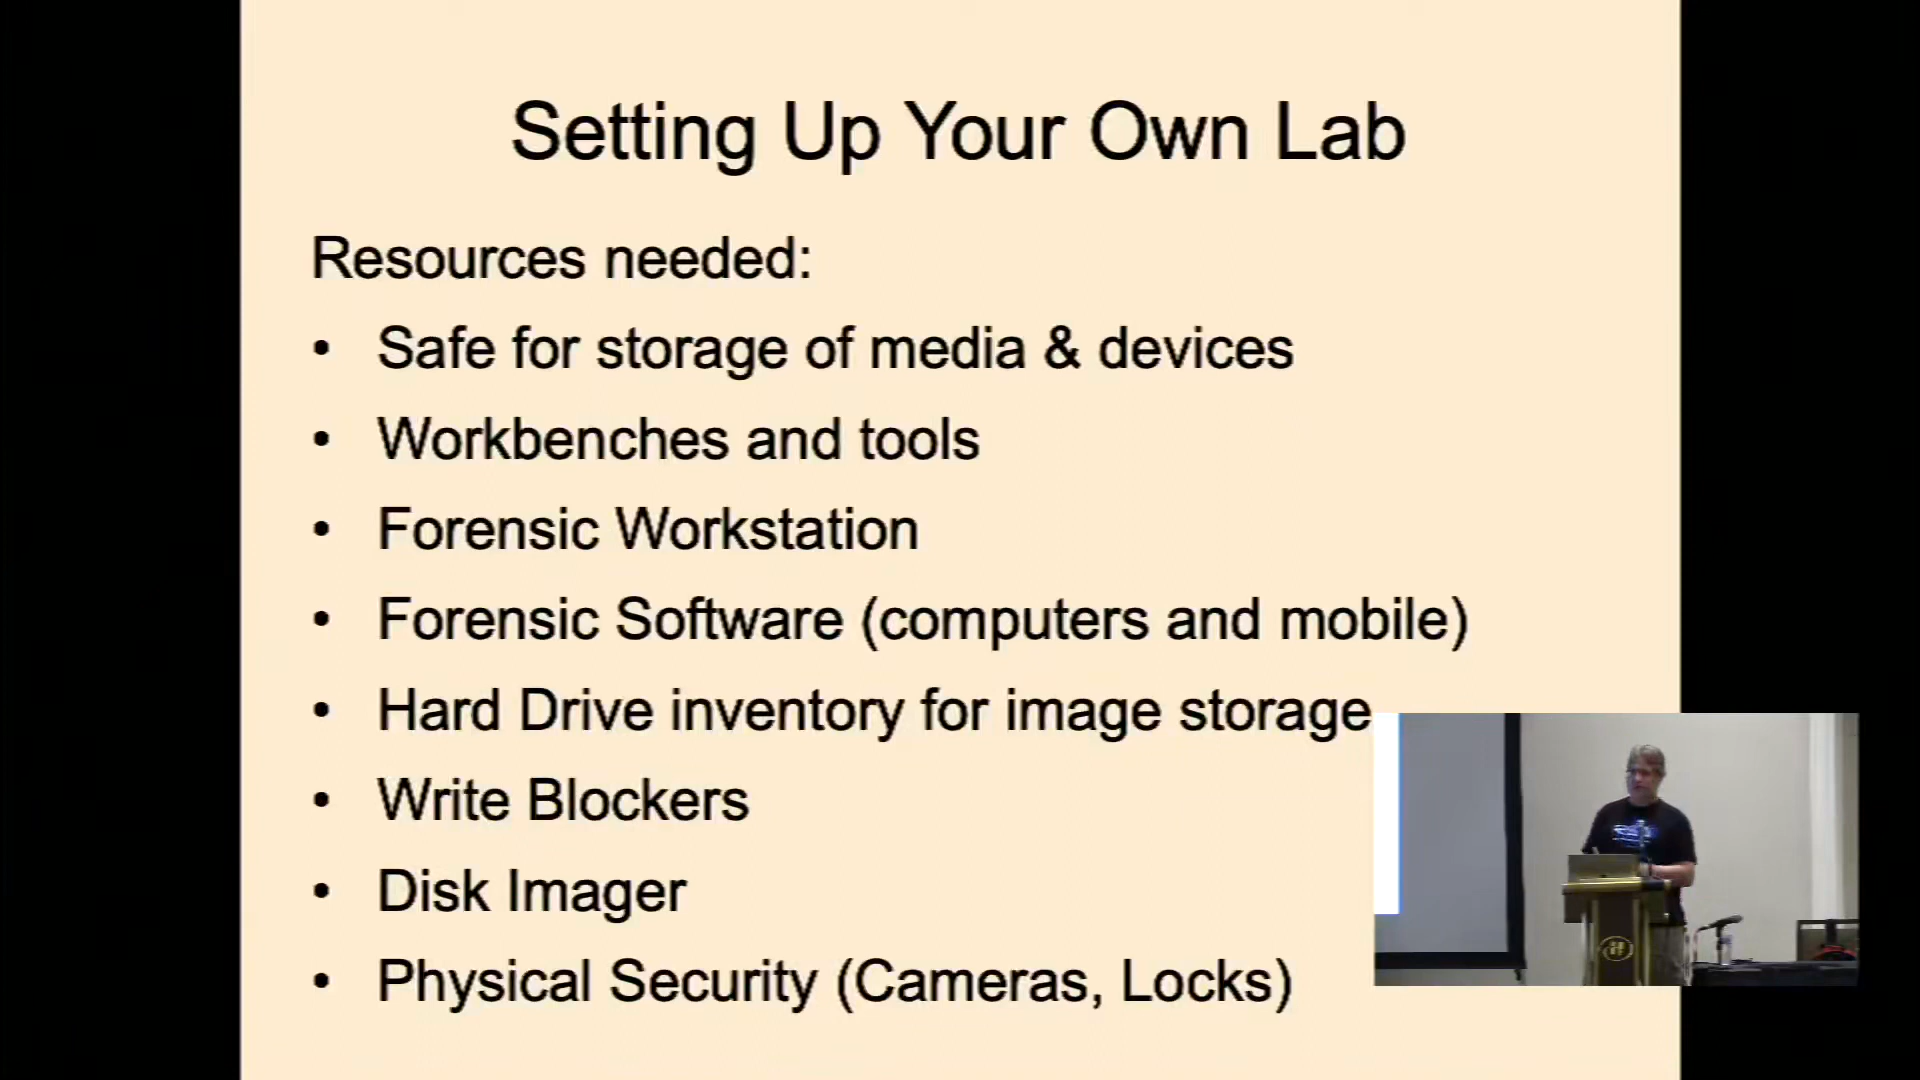 Setting Up Your Own Lab
Resources needed:
• Safe for storage of media & devices
• Workbenches and tools
• Forensic Workstation
• Forensic Software (computers and mobile)
• Hard Drive inventory for image storage
• Write Blockers
• Disk Imager
• Physical Security (Cameras, Locks)